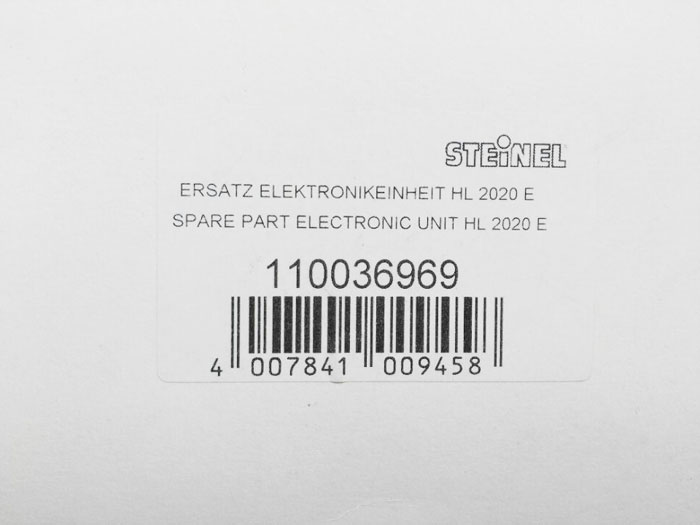 STEiNEL
ERSATZ ELEKTRONIKEINHEIT HL 2020 E
SPARE PART ELECTRONIC UNIT HL 2020 E
110036969
4 007841 009458